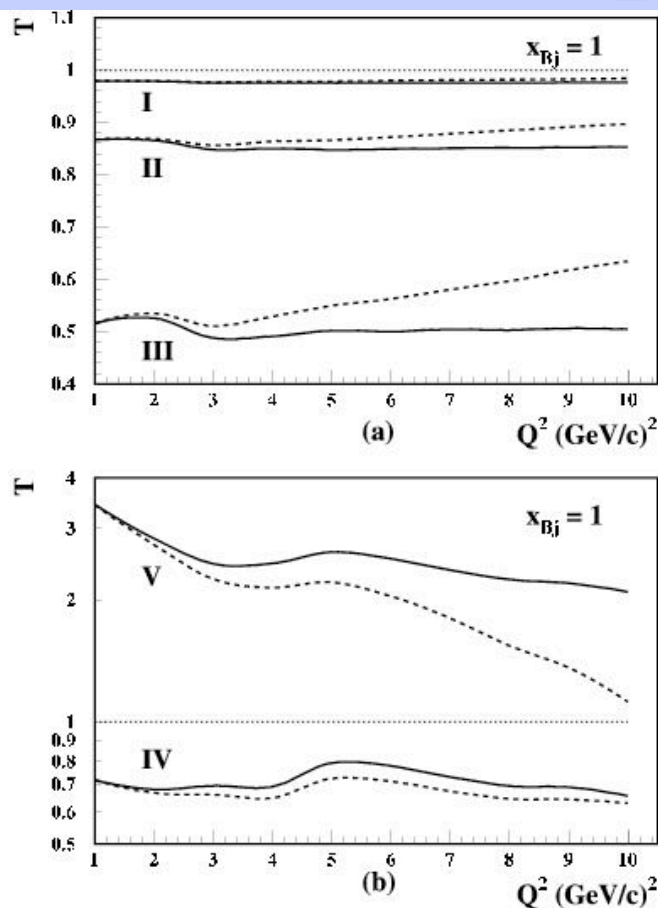 T
1.1
x_Bj = 1
1
I
0.9
II
0.8
0.7
0.6
0.5
III
0.4
1 2 3 4 5 6 7 8 9 10
(a) Q² (GeV/c)²
T
4
x_Bj = 1
3
V
2
1
0.9
0.8 IV
0.7
0.6
0.5
1 2 3 4 5 6 7 8 9 10
(b) Q² (GeV/c)²